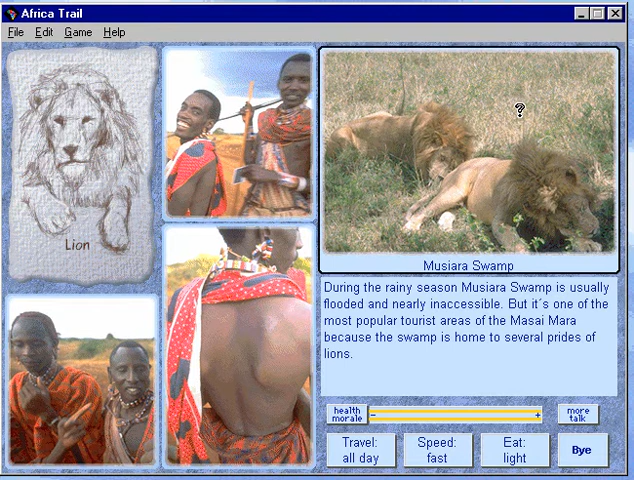 Africa Trail
File Edit Game Help
Lion
Musiara Swamp
During the rainy season Musiara Swamp is usually
flooded and nearly inaccessible. But it´s one of the
most popular tourist areas of the Masai Mara
because the swamp is home to several prides of
lions.
health
morale
- +
more
talk
Travel:
all day
Speed:
fast
Eat:
light
Bye